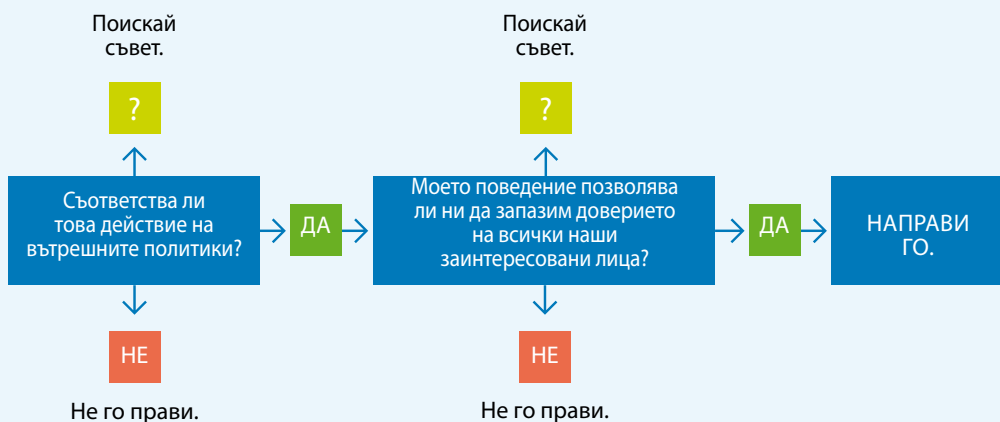 Поискай
съвет.
?
Съответства ли
това действие на
вътрешните политики?
ДА
НЕ
Не го прави.
Поискай
съвет.
?
Моето поведение позволява
ли ни да запазим доверието
на всички наши
заинтересовани лица?
ДА
НЕ
Не го прави.
НАПРАВИ
ГО.